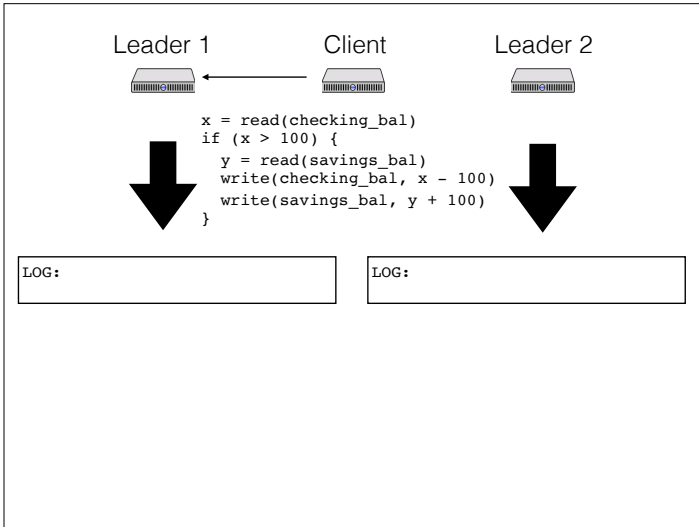 Leader 1 Client Leader 2
x = read(checking_bal)
if (x > 100) {
  y = read(savings_bal)
  write(checking_bal, x - 100)
  write(savings_bal, y + 100)
}
LOG: LOG: